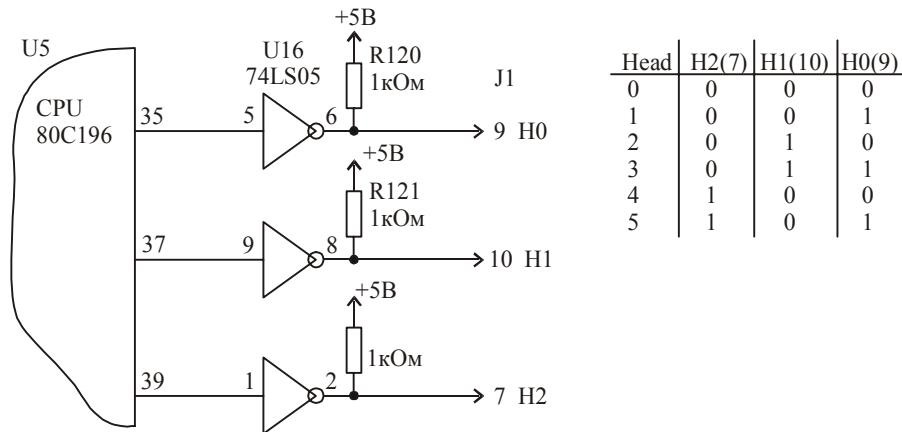 +5В
U5
U16
74LS05
R120
1кОм
J1
CPU
80C196
35
5
6
9 H0
+5В
R121
1кОм
37
9
8
10 H1
+5В
1кОм
39
1
2
7 H2
Head H2(7) H1(10) H0(9)
0 0 0 0
1 0 0 1
2 0 1 0
3 0 1 1
4 1 0 0
5 1 0 1